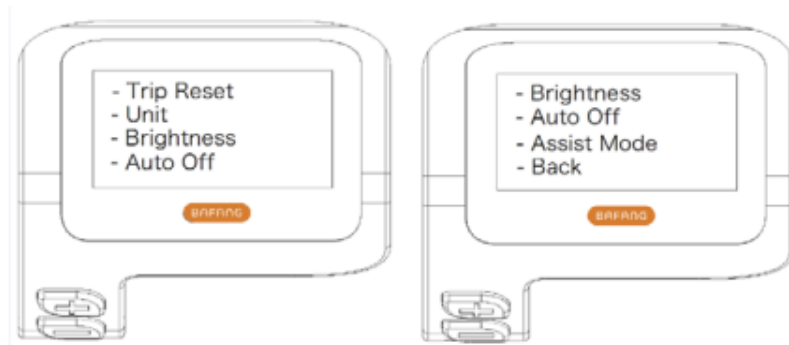 - Trip Reset
- Unit
- Brightness
- Auto Off
BAFANG
- Brightness
- Auto Off
- Assist Mode
- Back
BAFANG